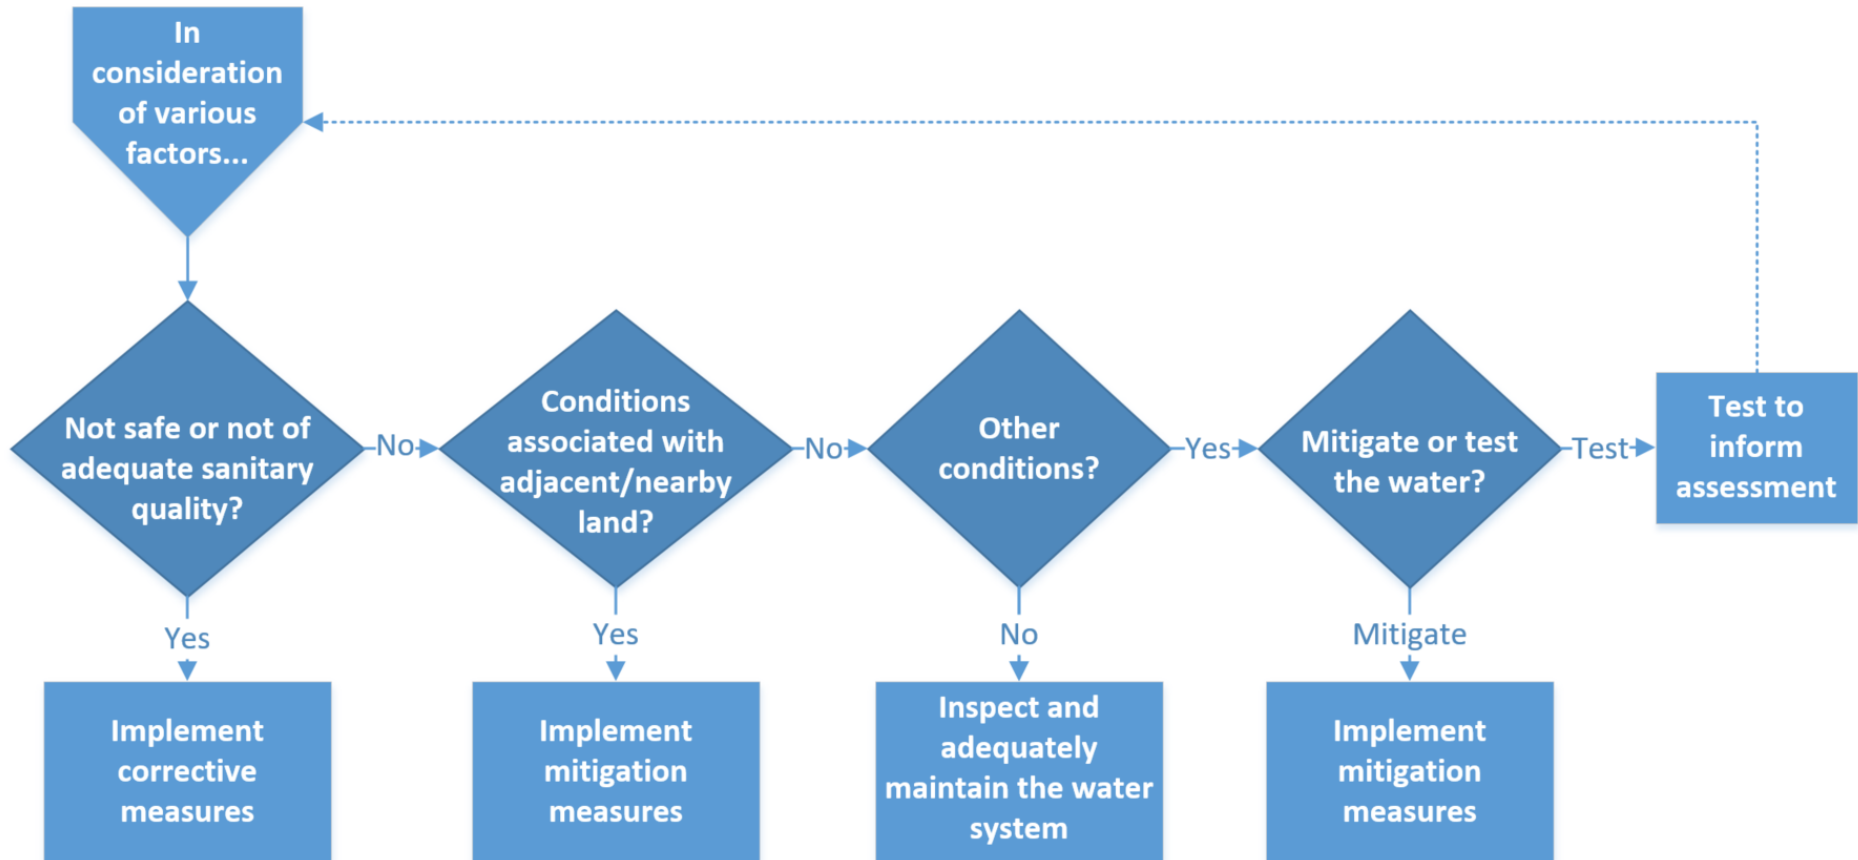 In
consideration
of various
factors...
Not safe or not of
adequate sanitary
quality?
No
Conditions
associated with
adjacent/nearby
land?
No
Other
conditions?
Yes
Mitigate or test
the water?
Test
Test to
inform
assessment
Yes
Yes
No
Mitigate
Implement
corrective
measures
Implement
mitigation
measures
Inspect and
adequately
maintain the water
system
Implement
mitigation
measures